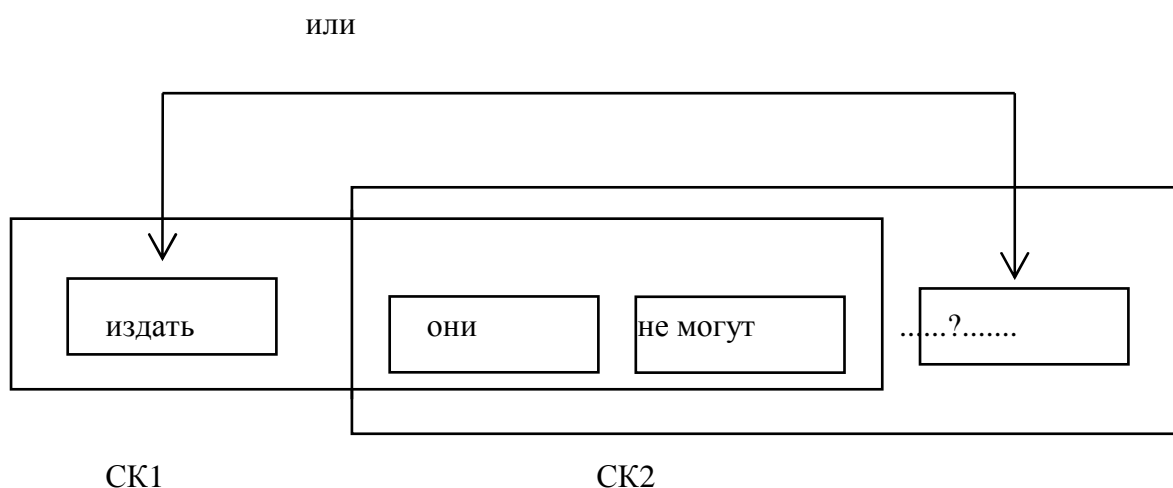 или
издать они не могут ......?.......
СК1 СК2